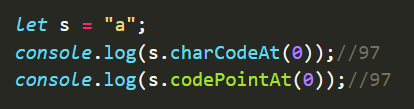 let s = "a";
console.log(s.charCodeAt(0));//97
console.log(s.codePointAt(0));//97